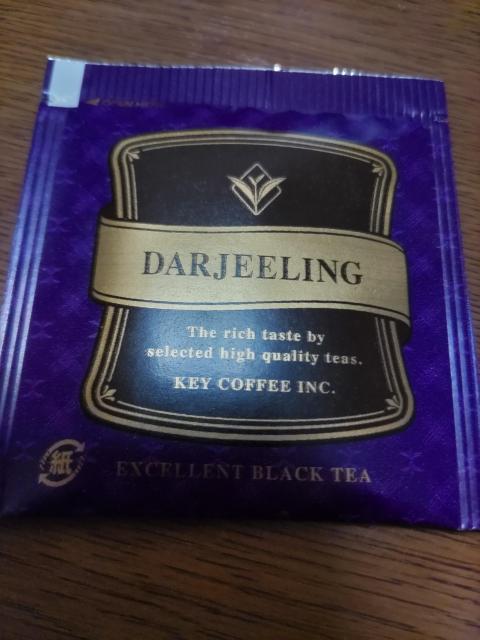 DARJEELING
The rich taste by
selected high quality teas.
KEY COFFEE INC.
紙
EXCELLENT BLACK TEA